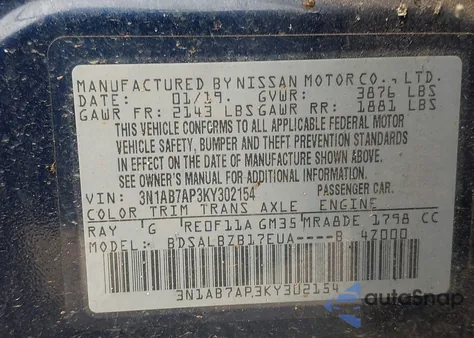 MANUFACTURED BY NISSAN MOTOR CO., LTD.
DATE: 01/19. GVWR: 3876 LBS
GAWR FR: 2143 LBS GAWR RR: 1881 LBS
THIS VEHICLE CONFORMS TO ALL APPLICABLE FEDERAL MOTOR
VEHICLE SAFETY, BUMPER AND THEFT PREVENTION STANDARDS
IN EFFECT ON THE DATE OF MANUFACTURE SHOWN ABOVE.
SEE OWNER'S MANUAL FOR ADDITIONAL INFORMATION.
VIN: 3N1AB7AP3KY302154 PASSENGER CAR.
COLOR TRIM TRANS AXLE ENGINE
RAY G RE0F11A GM35 MRA8DE 1798 CC
MODEL: BDSALBZB17EUA----B 4Z000
3N1AB7AP3KY302154
autoSnap